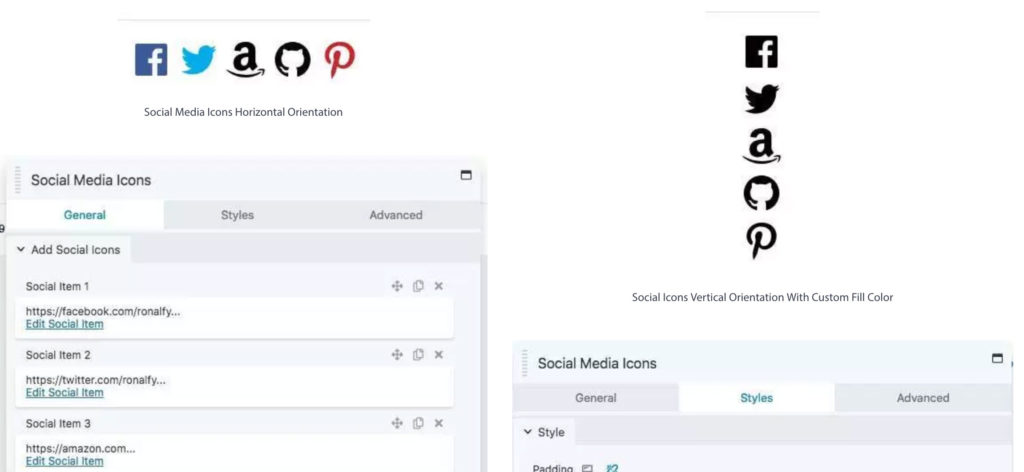 Social Media Icons Horizontal Orientation
Social Media Icons
General
Styles
Advanced
Add Social Icons
Social Item 1
https://facebook.com/ronalfy...
Edit Social Item
Social Item 2
https://twitter.com/ronalfy...
Edit Social Item
Social Item 3
https://amazon.com...
Edit Social Item
Social Icons Vertical Orientation With Custom Fill Color
Social Media Icons
General
Styles
Advanced
Style
Padding